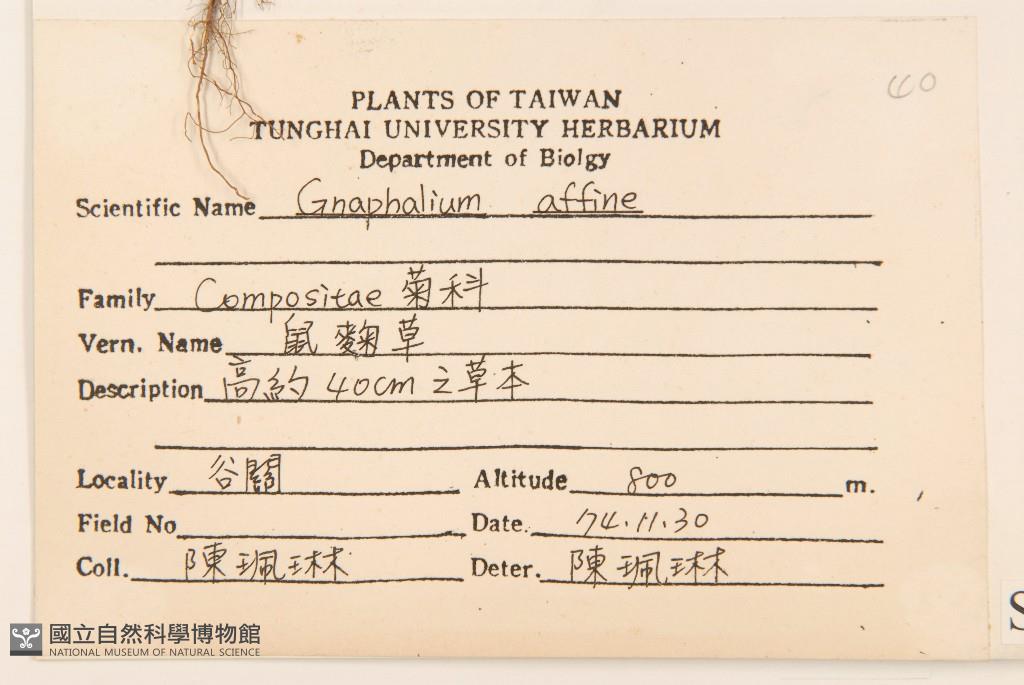 40
PLANTS OF TAIWAN
TUNGHAI UNIVERSITY HERBARIUM
Department of Biolgy
Scientific Name Gnaphalium affine
Family Compositae 菊科
Vern. Name 鼠麴草
Description 高約 40cm 之草本
Locality 谷關 Altitude 800 m.
Field No Date. 74.11.30
Coll. 陳珮琳 Deter. 陳珮琳
S
國立自然科學博物館
NATIONAL MUSEUM OF NATURAL SCIENCE